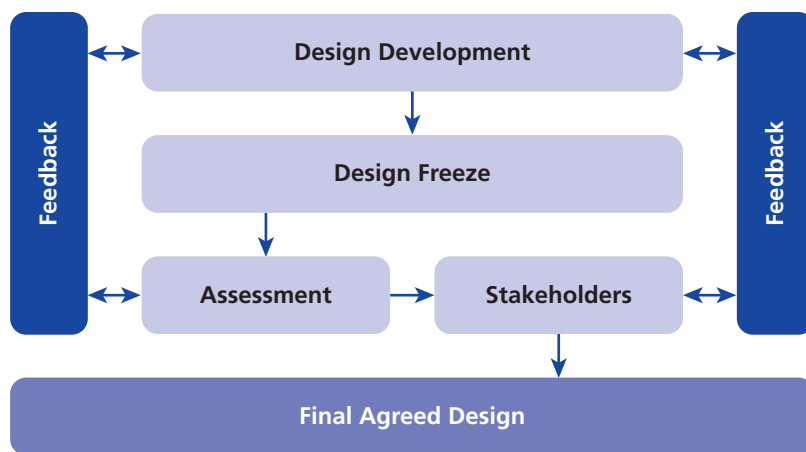 Design Development
Feedback
Feedback
Design Freeze
Assessment
Stakeholders
Final Agreed Design